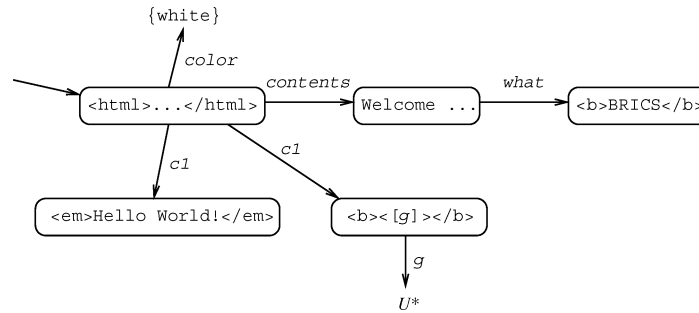 {white}
color
contents
what
<html>...</html>
Welcome ...
<b>BRICS</b>
c1
c1
<em>Hello World!</em>
<b><[g]></b>
g
U*